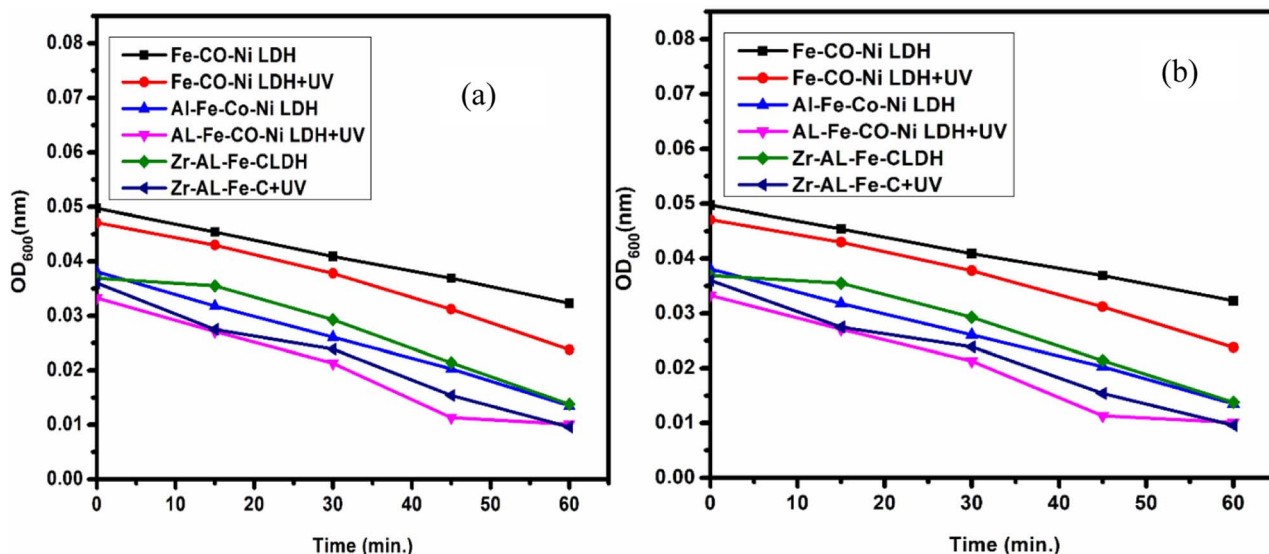 0.08
0.07
0.06
0.05
0.04
0.03
0.02
0.01
0.00
OD600(nm)
Fe-CO-Ni LDH
Fe-CO-Ni LDH+UV
Al-Fe-Co-Ni LDH
AL-Fe-CO-Ni LDH+UV
Zr-AL-Fe-CLDH
Zr-AL-Fe-C+UV
(a)
0 10 20 30 40 50 60
Time (min.)
0.08
0.07
0.06
0.05
0.04
0.03
0.02
0.01
0.00
OD600(nm)
Fe-CO-Ni LDH
Fe-CO-Ni LDH+UV
Al-Fe-Co-Ni LDH
AL-Fe-CO-Ni LDH+UV
Zr-AL-Fe-CLDH
Zr-AL-Fe-C+UV
(b)
0 10 20 30 40 50 60
Time (min.)